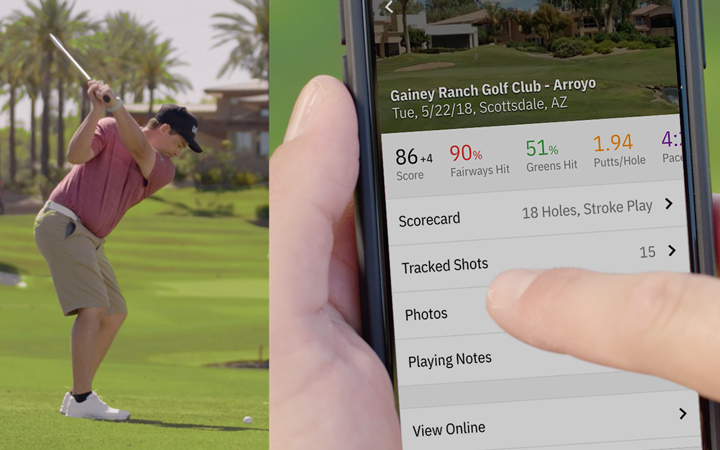 Gainey Ranch Golf Club - Arroyo
Tue, 5/22/18, Scottsdale, AZ
86 +4 90% 51% 1.94 4:
Score Fairways Hit Greens Hit Putts/Hole Pace
Scorecard 18 Holes, Stroke Play
Tracked Shots 15
Photos
Playing Notes
View Online